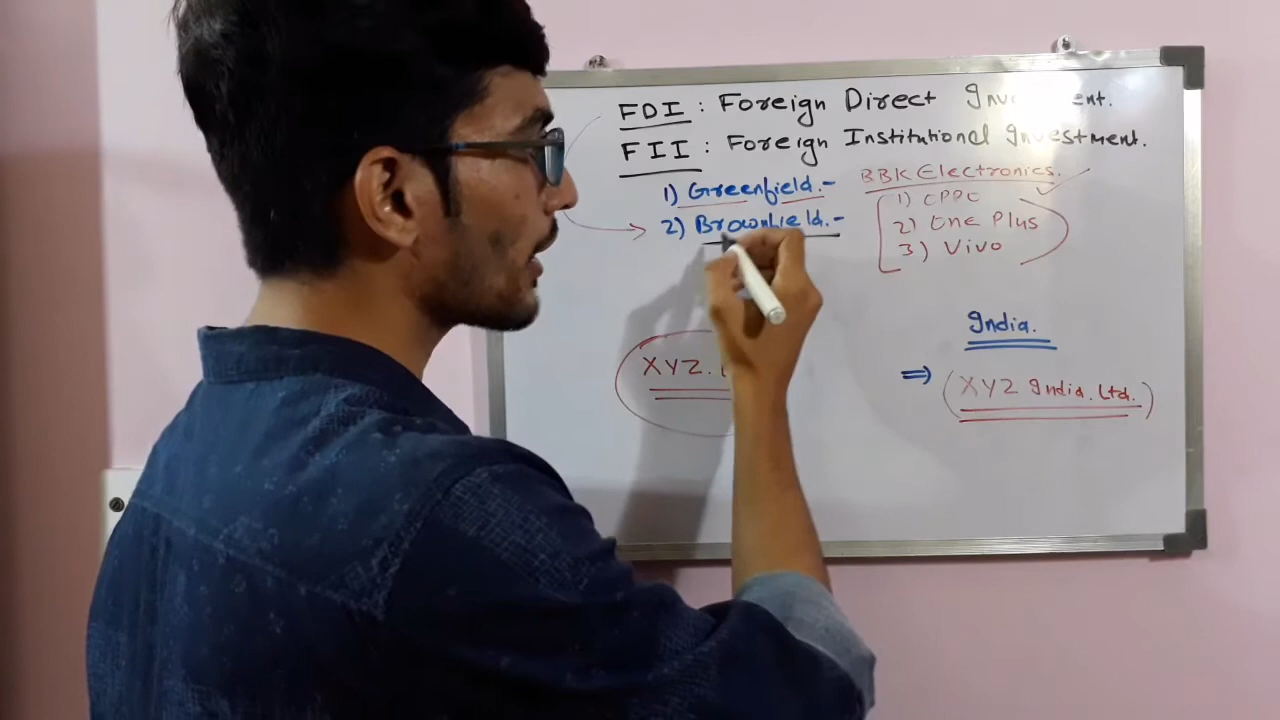 FDI : Foreign Direct ent.
FII : Foreign Institutional Investment.
1) Greenfield.-
2) Brownfield.-
BBK Electronics.
1) OPPO
2) One Plus
3) Vivo
XYZ.
India.
⇒ (XYZ India. Ltd.)